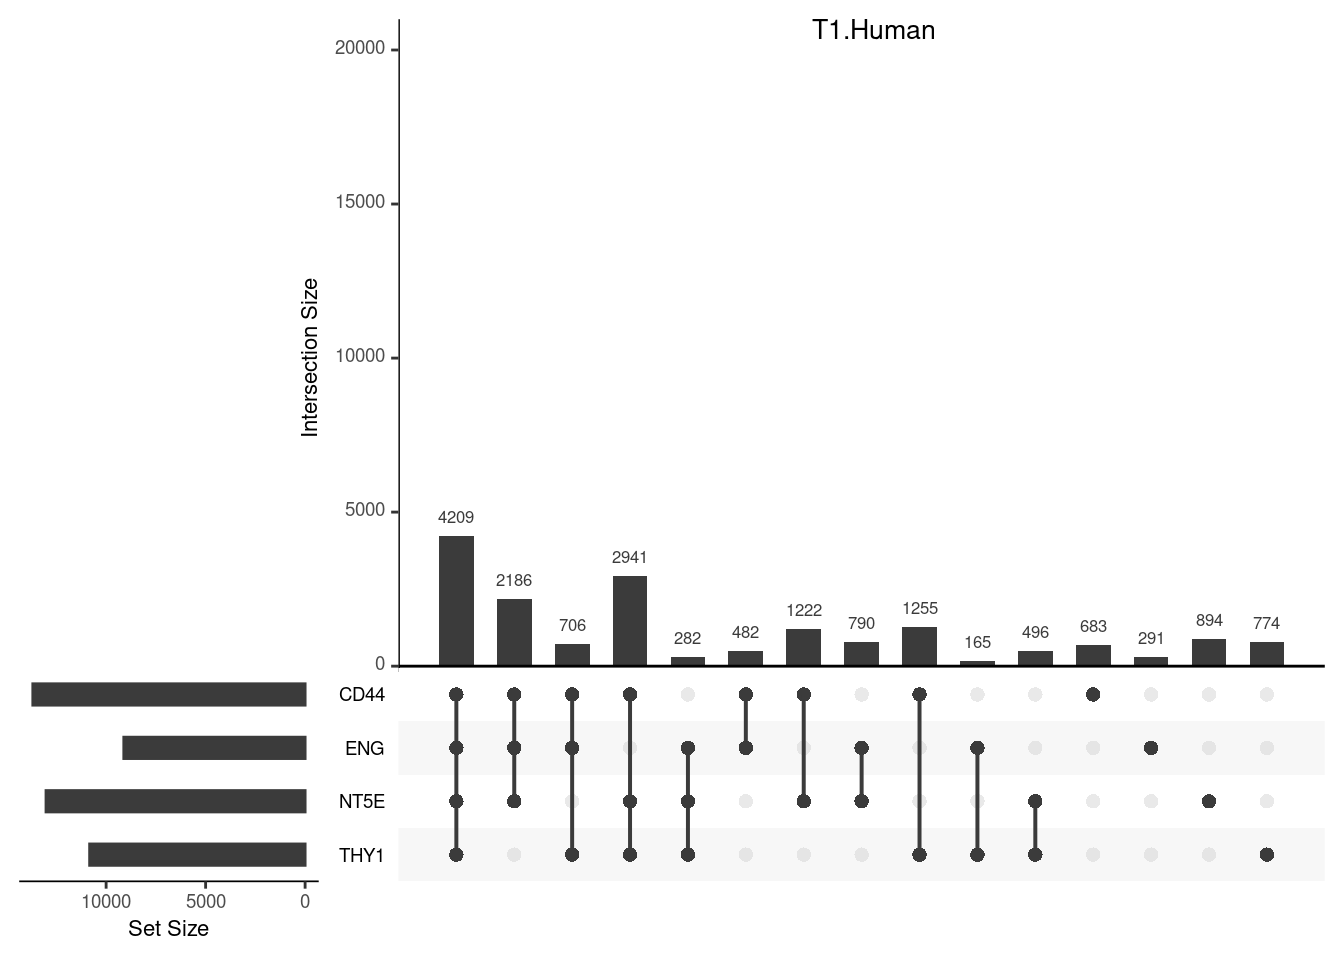 T1.Human
20000
15000
10000
5000
0
Intersection Size
4209
2186
706
2941
282
482
1222
790
1255
165
496
683
291
894
774
CD44
ENG
NT5E
THY1
10000 5000 0
Set Size